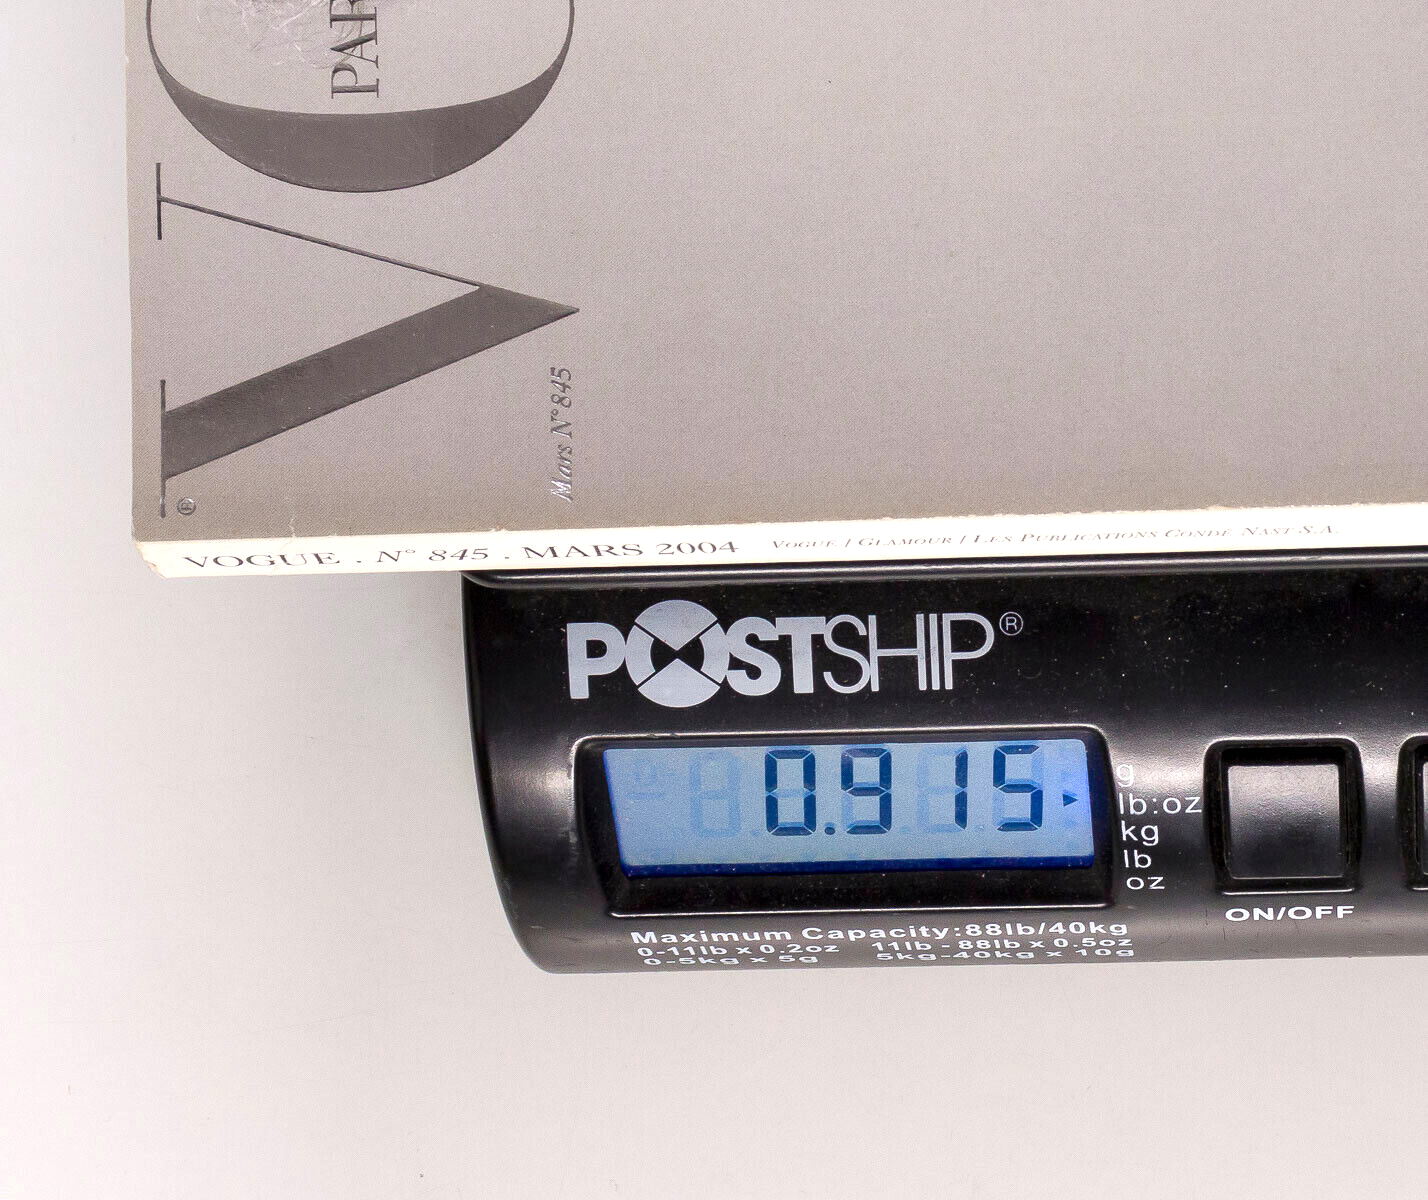 VO
PAR
Mars N°845
®
VOGUE . N° 845 . MARS 2004 VOGUE / GLAMOUR / LES PUBLICATIONS CONDÉ NAST S.A.
POSTSHIP®
0.915
g
lb:oz
kg
lb
oz
ON/OFF
Maximum Capacity:88lb/40kg
0-11lb x 0.2oz 11lb - 88lb x 0.5oz
0-5kg x 5g 5kg-40kg x 10g